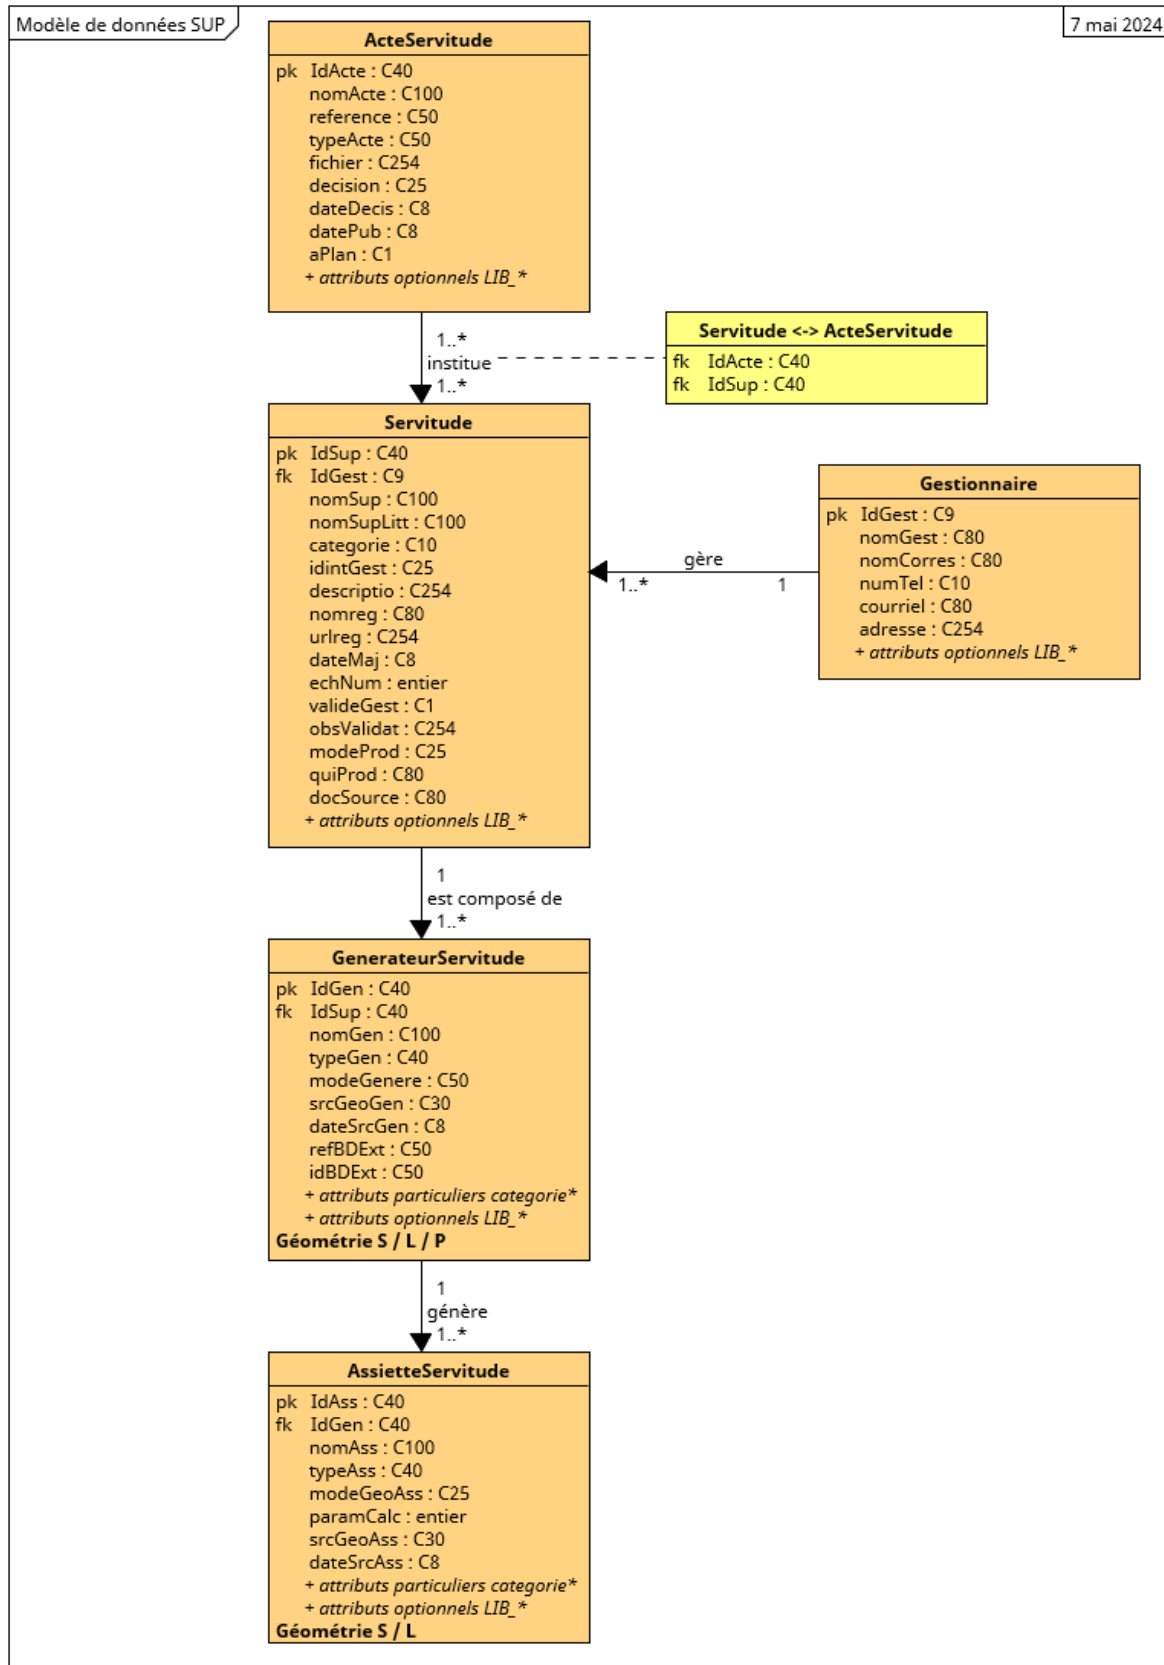 Modèle de données SUP
7 mai 2024
ActeServitude
pk IdActe : C40
nomActe : C100
reference : C50
typeActe : C50
fichier : C254
decision : C25
dateDecis : C8
datePub : C8
aPlan : C1
+ attributs optionnels LIB_*
1..*
institue
1..*
Servitude <-> ActeServitude
fk IdActe : C40
fk IdSup : C40
Servitude
pk IdSup : C40
fk IdGest : C9
nomSup : C100
nomSupLitt : C100
categorie : C10
idintGest : C25
descriptio : C254
nomreg : C80
urlreg : C254
dateMaj : C8
echNum : entier
valideGest : C1
obsValidat : C254
modeProd : C25
quiProd : C80
docSource : C80
+ attributs optionnels LIB_*
gère
1..*
1
Gestionnaire
pk IdGest : C9
nomGest : C80
nomCorres : C80
numTel : C10
courriel : C80
adresse : C254
+ attributs optionnels LIB_*
1
est composé de
1..*
GenerateurServitude
pk IdGen : C40
fk IdSup : C40
nomGen : C100
typeGen : C40
modeGenere : C50
srcGeoGen : C30
dateSrcGen : C8
refBDExt : C50
idBDExt : C50
+ attributs particuliers categorie*
+ attributs optionnels LIB_*
Géométrie S / L / P
1
génère
1..*
AssietteServitude
pk IdAss : C40
fk IdGen : C40
nomAss : C100
typeAss : C40
modeGeoAss : C25
paramCalc : entier
srcGeoAss : C30
dateSrcAss : C8
+ attributs particuliers categorie*
+ attributs optionnels LIB_*
Géométrie S / L